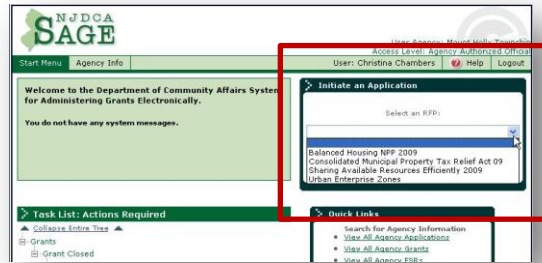 NJDCA
SAGE
User Agency: Mount Holly Township
Access Level: Agency Authorized Official
Start Menu Agency Info User: Christina Chambers Help Logout
Welcome to the Department of Community Affairs System
for Administering Grants Electronically.
You do not have any system messages.
Initiate an Application
Select an RFP:
Balanced Housing NPP 2009
Consolidated Municipal Property Tax Relief Act 09
Sharing Available Resources Efficiently 2009
Urban Enterprise Zones
Task List: Actions Required
Collapse Entire Tree
Grants
Grant Closed
Quick Links
Search for Agency Information
View All Agency Applications
View All Agency Grants
View All Agency FSRs